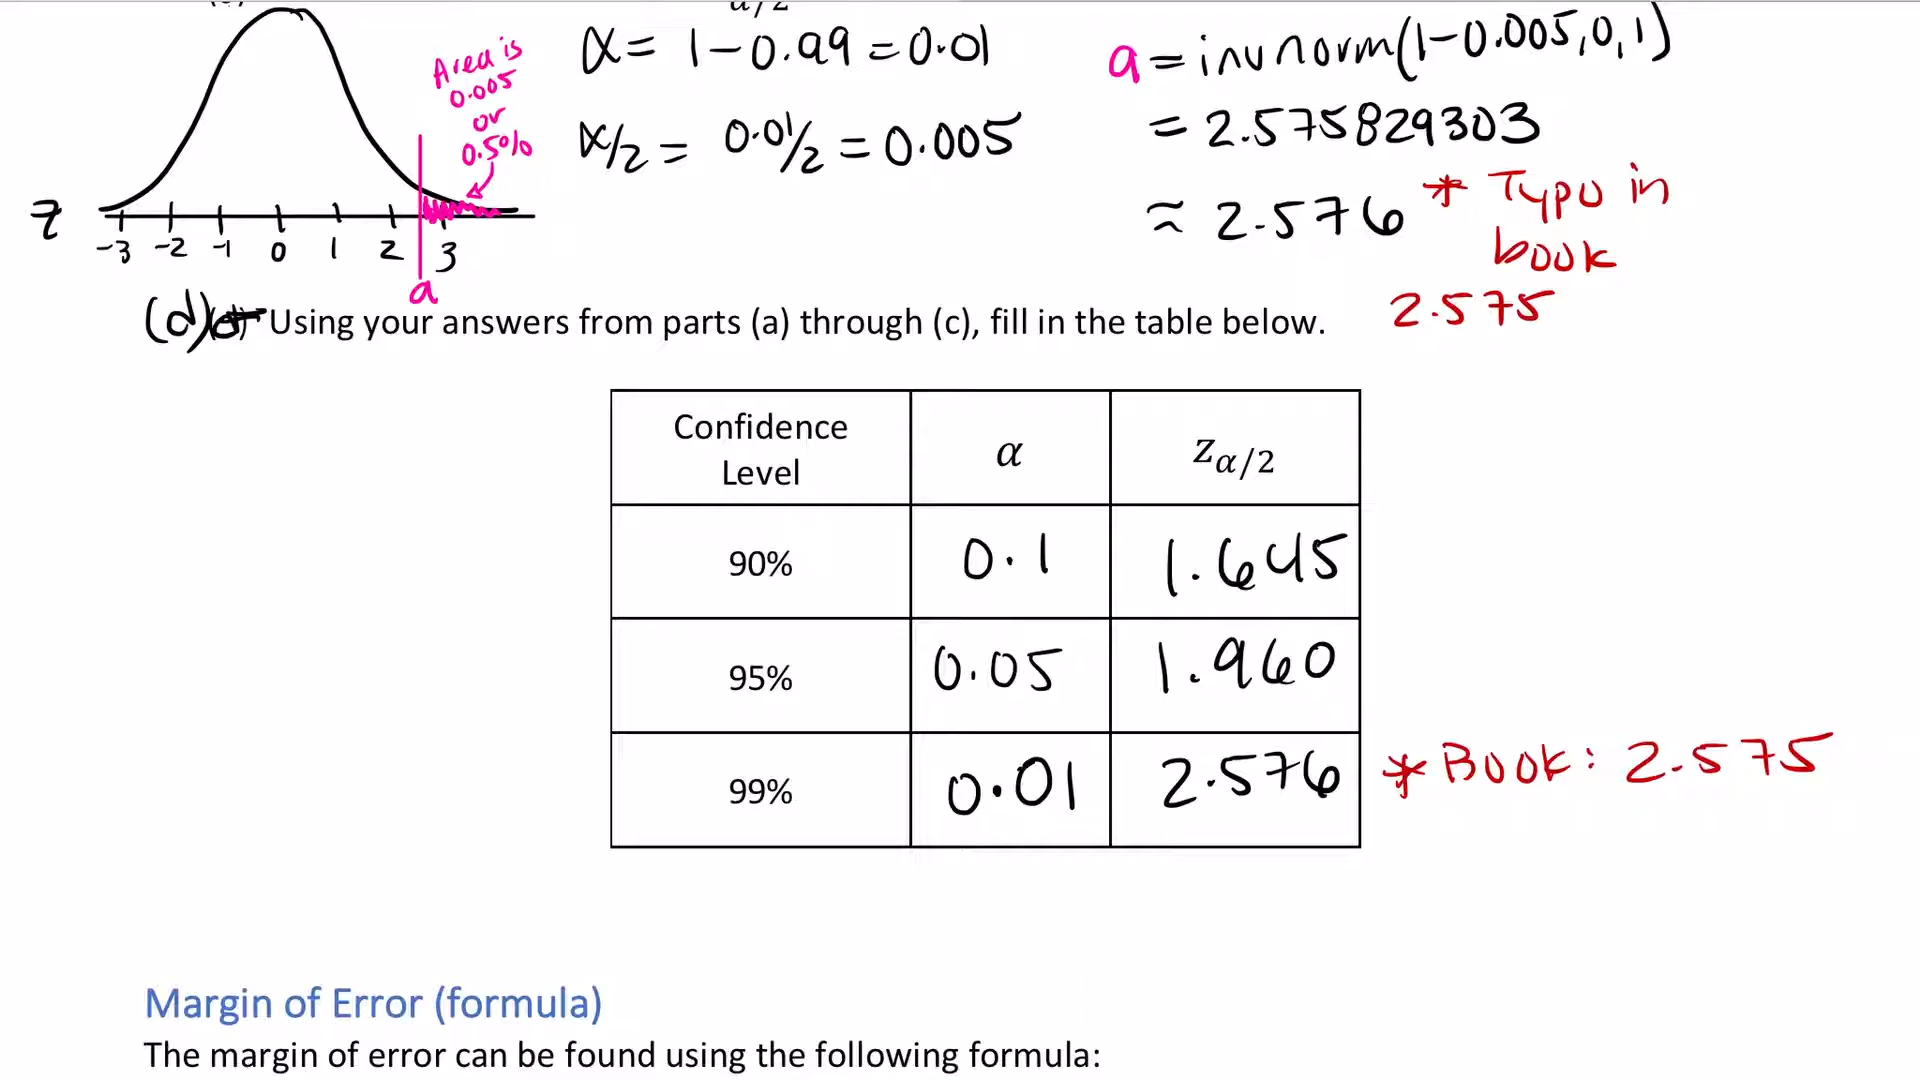 α/2
α = 1-0.99 = 0.01
a = invnorm(1-0.005,0,1)
Area is
0.005
or
0.5%
α/2 = 0.01/2 = 0.005
= 2.575829303
≈ 2.576 * Typo in
book
2.575
z
-3 -2 -1 0 1 2 3
a
(d) Using your answers from parts (a) through (c), fill in the table below.
Confidence
Level
α
zα/2
90% 0.1 1.645
95% 0.05 1.960
99% 0.01 2.576 * Book: 2.575
Margin of Error (formula)
The margin of error can be found using the following formula: